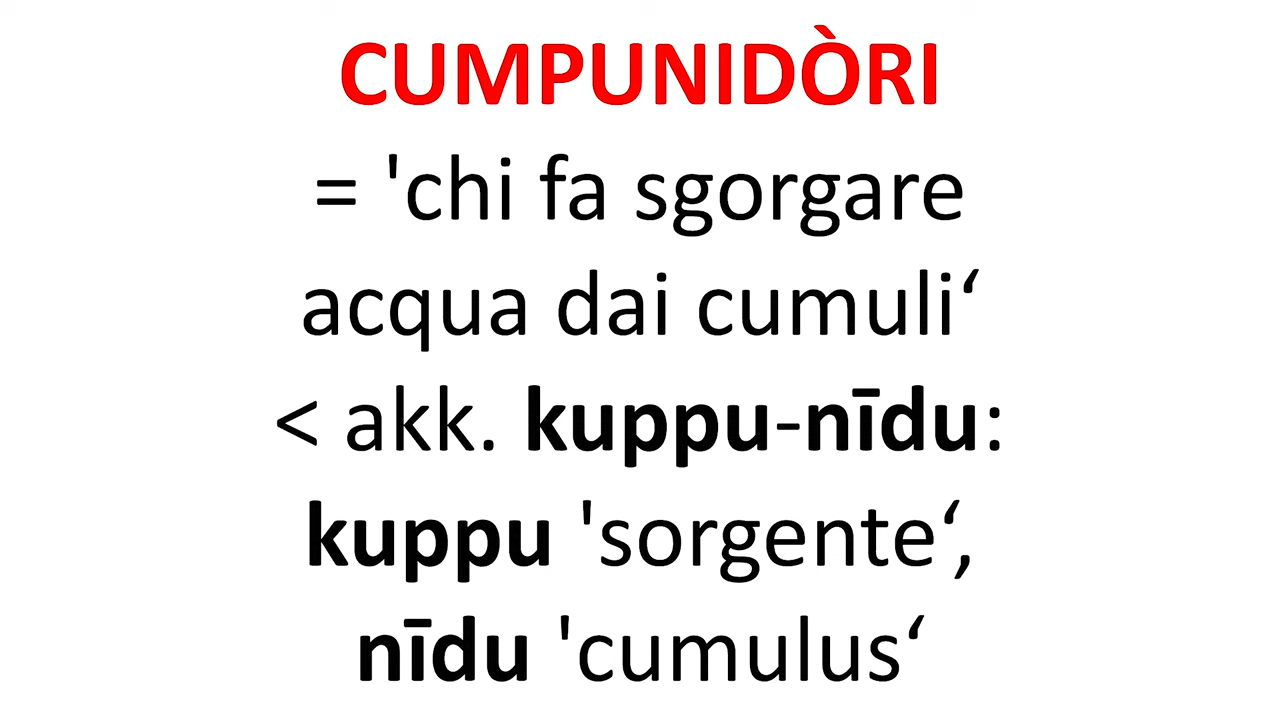 CUMPUNIDÒRI
= 'chi fa sgorgare
acqua dai cumuli‘
< akk. kuppu-nīdu:
kuppu 'sorgente‘,
nīdu 'cumulus‘